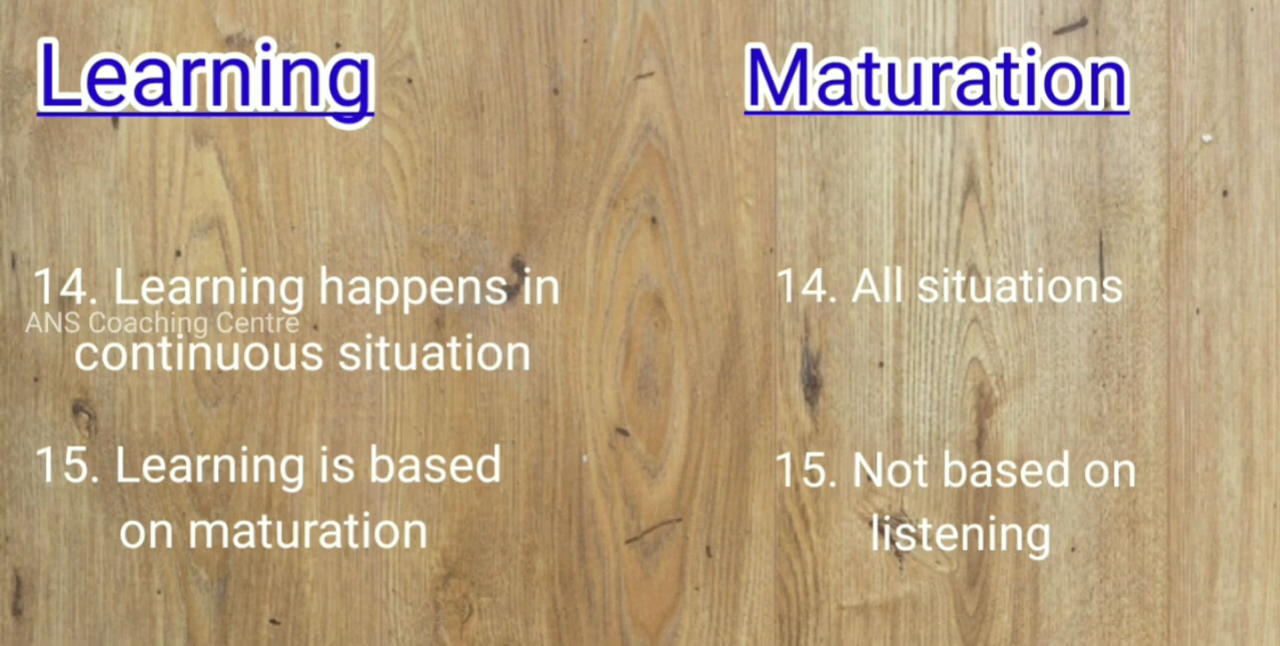 Learning
Maturation
14. Learning happens in
continuous situation
ANS Coaching Centre
14. All situations
15. Learning is based
on maturation
15. Not based on
listening